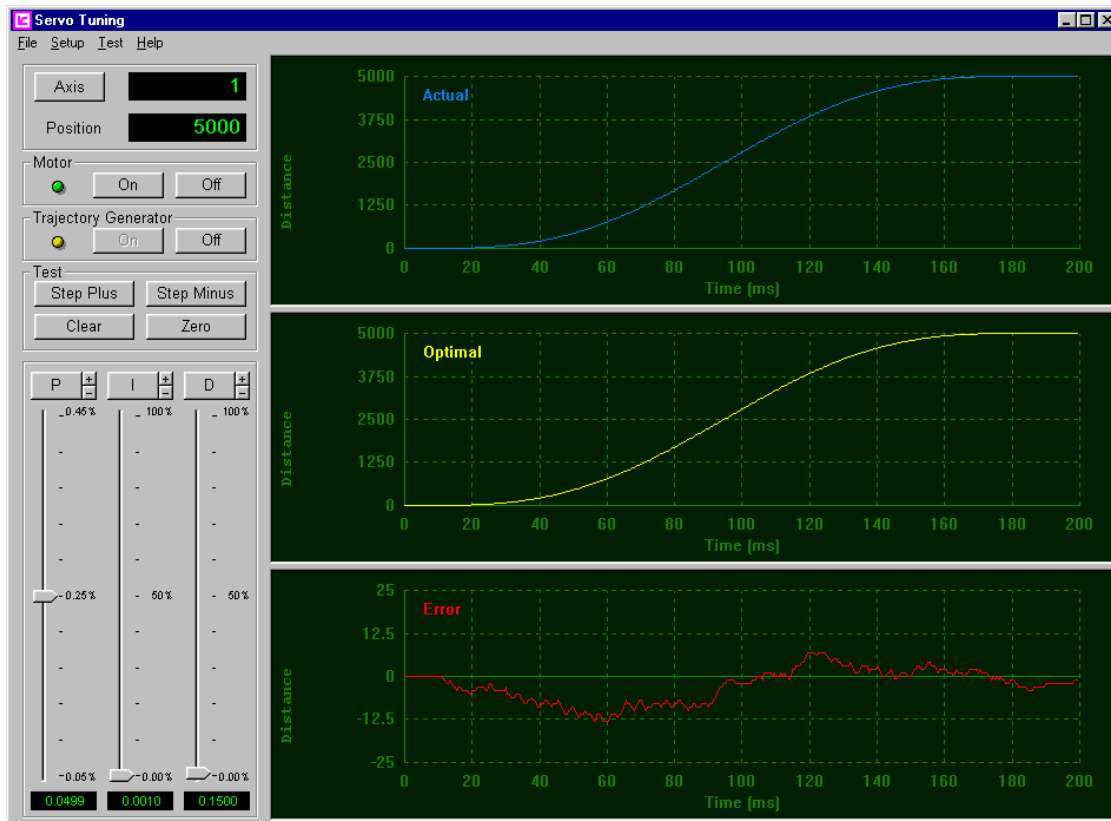 Servo Tuning
File Setup Test Help
Axis 1
Position 5000
Motor
On Off
Trajectory Generator
On Off
Test
Step Plus Step Minus
Clear Zero
P + - I + - D + -
0.45% 100% 100%
0.25% 50% 50%
0.05% 0.00% 0.00%
0.0499 0.0010 0.1500
Actual
Distance
5000
3750
2500
1250
0
0 20 40 60 80 100 120 140 160 180 200
Time (ms)
Optimal
Distance
5000
3750
2500
1250
0
0 20 40 60 80 100 120 140 160 180 200
Time (ms)
Error
Distance
25
12.5
0
-12.5
-25
0 20 40 60 80 100 120 140 160 180 200
Time (ms)